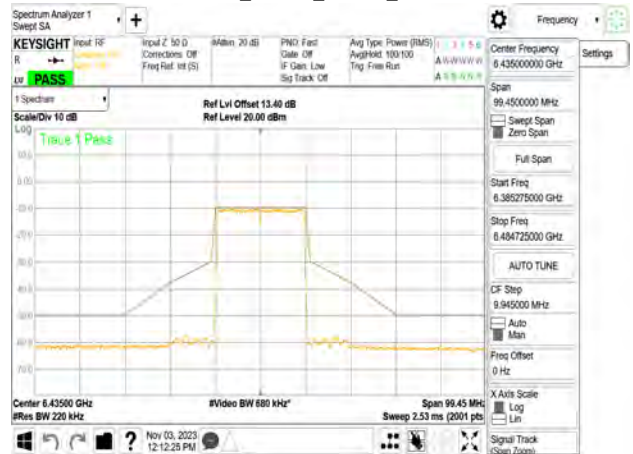 Spectrum Analyzer 1
Swept SA
+
Frequency
KEYSIGHT
R
LV PASS
Input: RF
Input Z: 50 Ω
Corrections: Off
Freq Ref: Int (S)
#Atten: 20 dB
PNO: Fast
Gate: Off
IF Gain: Low
Sig Track: Off
Avg Type: Power (RMS)
Avg|Hold: 100/100
Trig: Free Run
1 Spectrum
Scale/Div 10 dB
Ref Lvl Offset 13.40 dB
Ref Level 20.00 dBm
Log
Trace 1 Pass
10.0
0.00
Center 6.43500 GHz
#Res BW 220 kHz
#Video BW 680 kHz*
Span 99.45 MHz
Sweep 2.53 ms (2001 pts
?
Nov 03, 2023
12:12:25 PM
Center Frequency
6.435000000 GHz
Settings
Span
99.4500000 MHz
Swept Span
Zero Span
Full Span
Start Freq
6.385275000 GHz
Stop Freq
6.484725000 GHz
AUTO TUNE
CF Step
9.945000 MHz
Auto
Man
Freq Offset
0 Hz
X Axis Scale
Log
Lin
Signal Track
(Span Zoom)